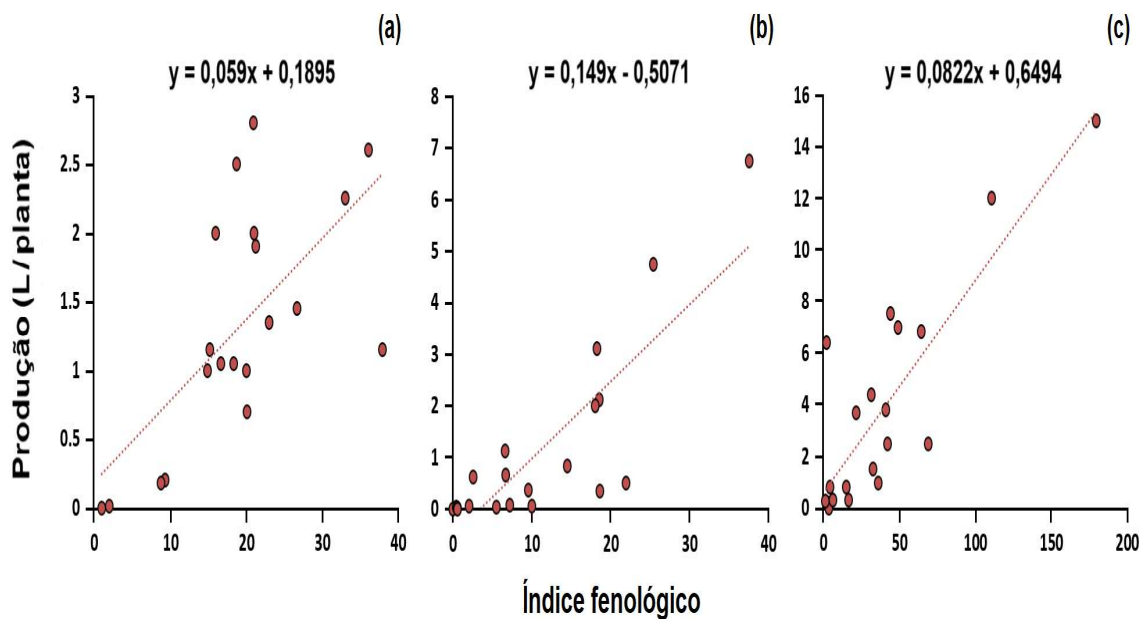 (a)
y = 0,059x + 0,1895
3
2.5
2
1.5
1
0.5
0
0 10 20 30 40
(b)
y = 0,149x - 0,5071
8
7
6
5
4
3
2
1
0
0 10 20 30 40
(c)
y = 0,0822x + 0,6494
16
14
12
10
8
6
4
2
0
0 50 100 150 200
Produção (L/planta)
Índice fenológico